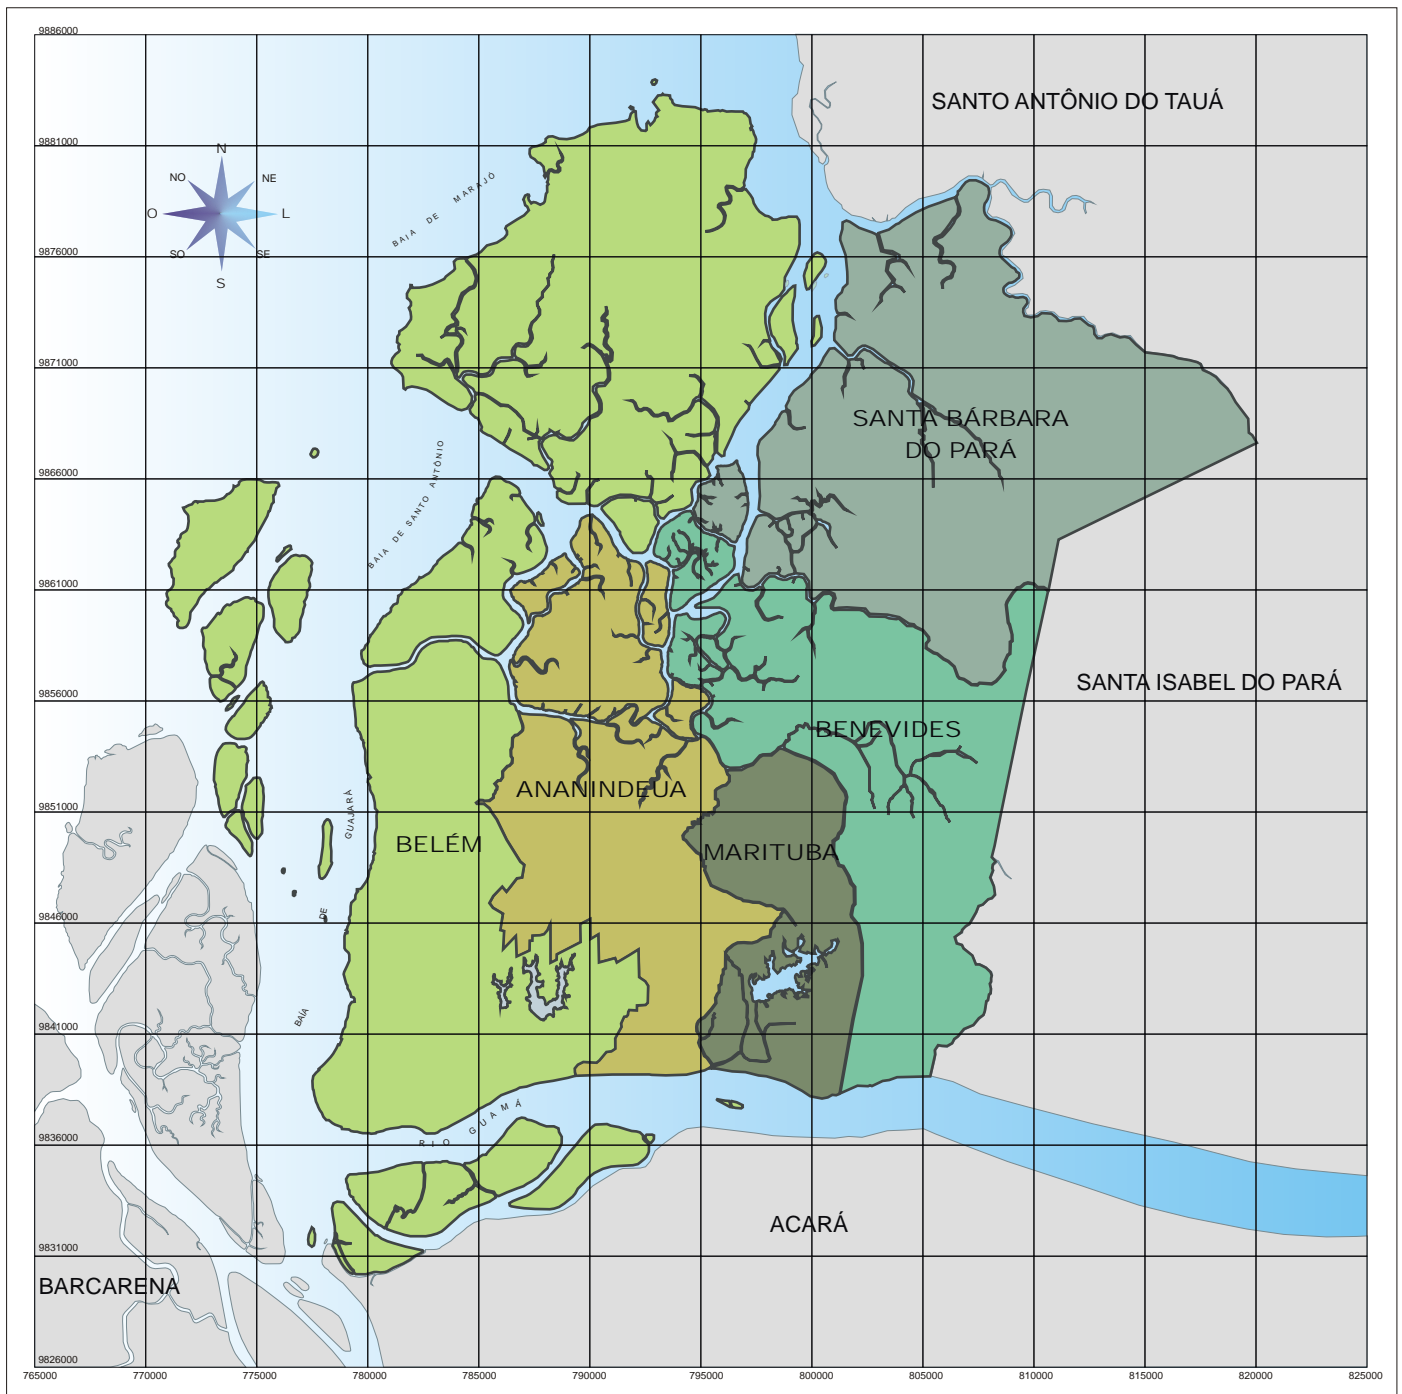 9886000
SANTO ANTÔNIO DO TAUÁ
9881000
N
NO
NE
O
L
SO
SE
S
BAIA DE MARAJÓ
9876000
9871000
SANTA BÁRBARA
DO PARÁ
9866000
BAIA DE SANTO ANTÔNIO
9861000
SANTA ISABEL DO PARÁ
9856000
BENEVIDES
ANANINDEUA
9851000
BELÉM
MARITUBA
BAÍA DE GUAJARÁ
9846000
9841000
RIO GUAMÁ
9836000
ACARÁ
9831000
BARCARENA
9826000
765000 770000 775000 780000 785000 790000 795000 800000 805000 810000 815000 820000 825000